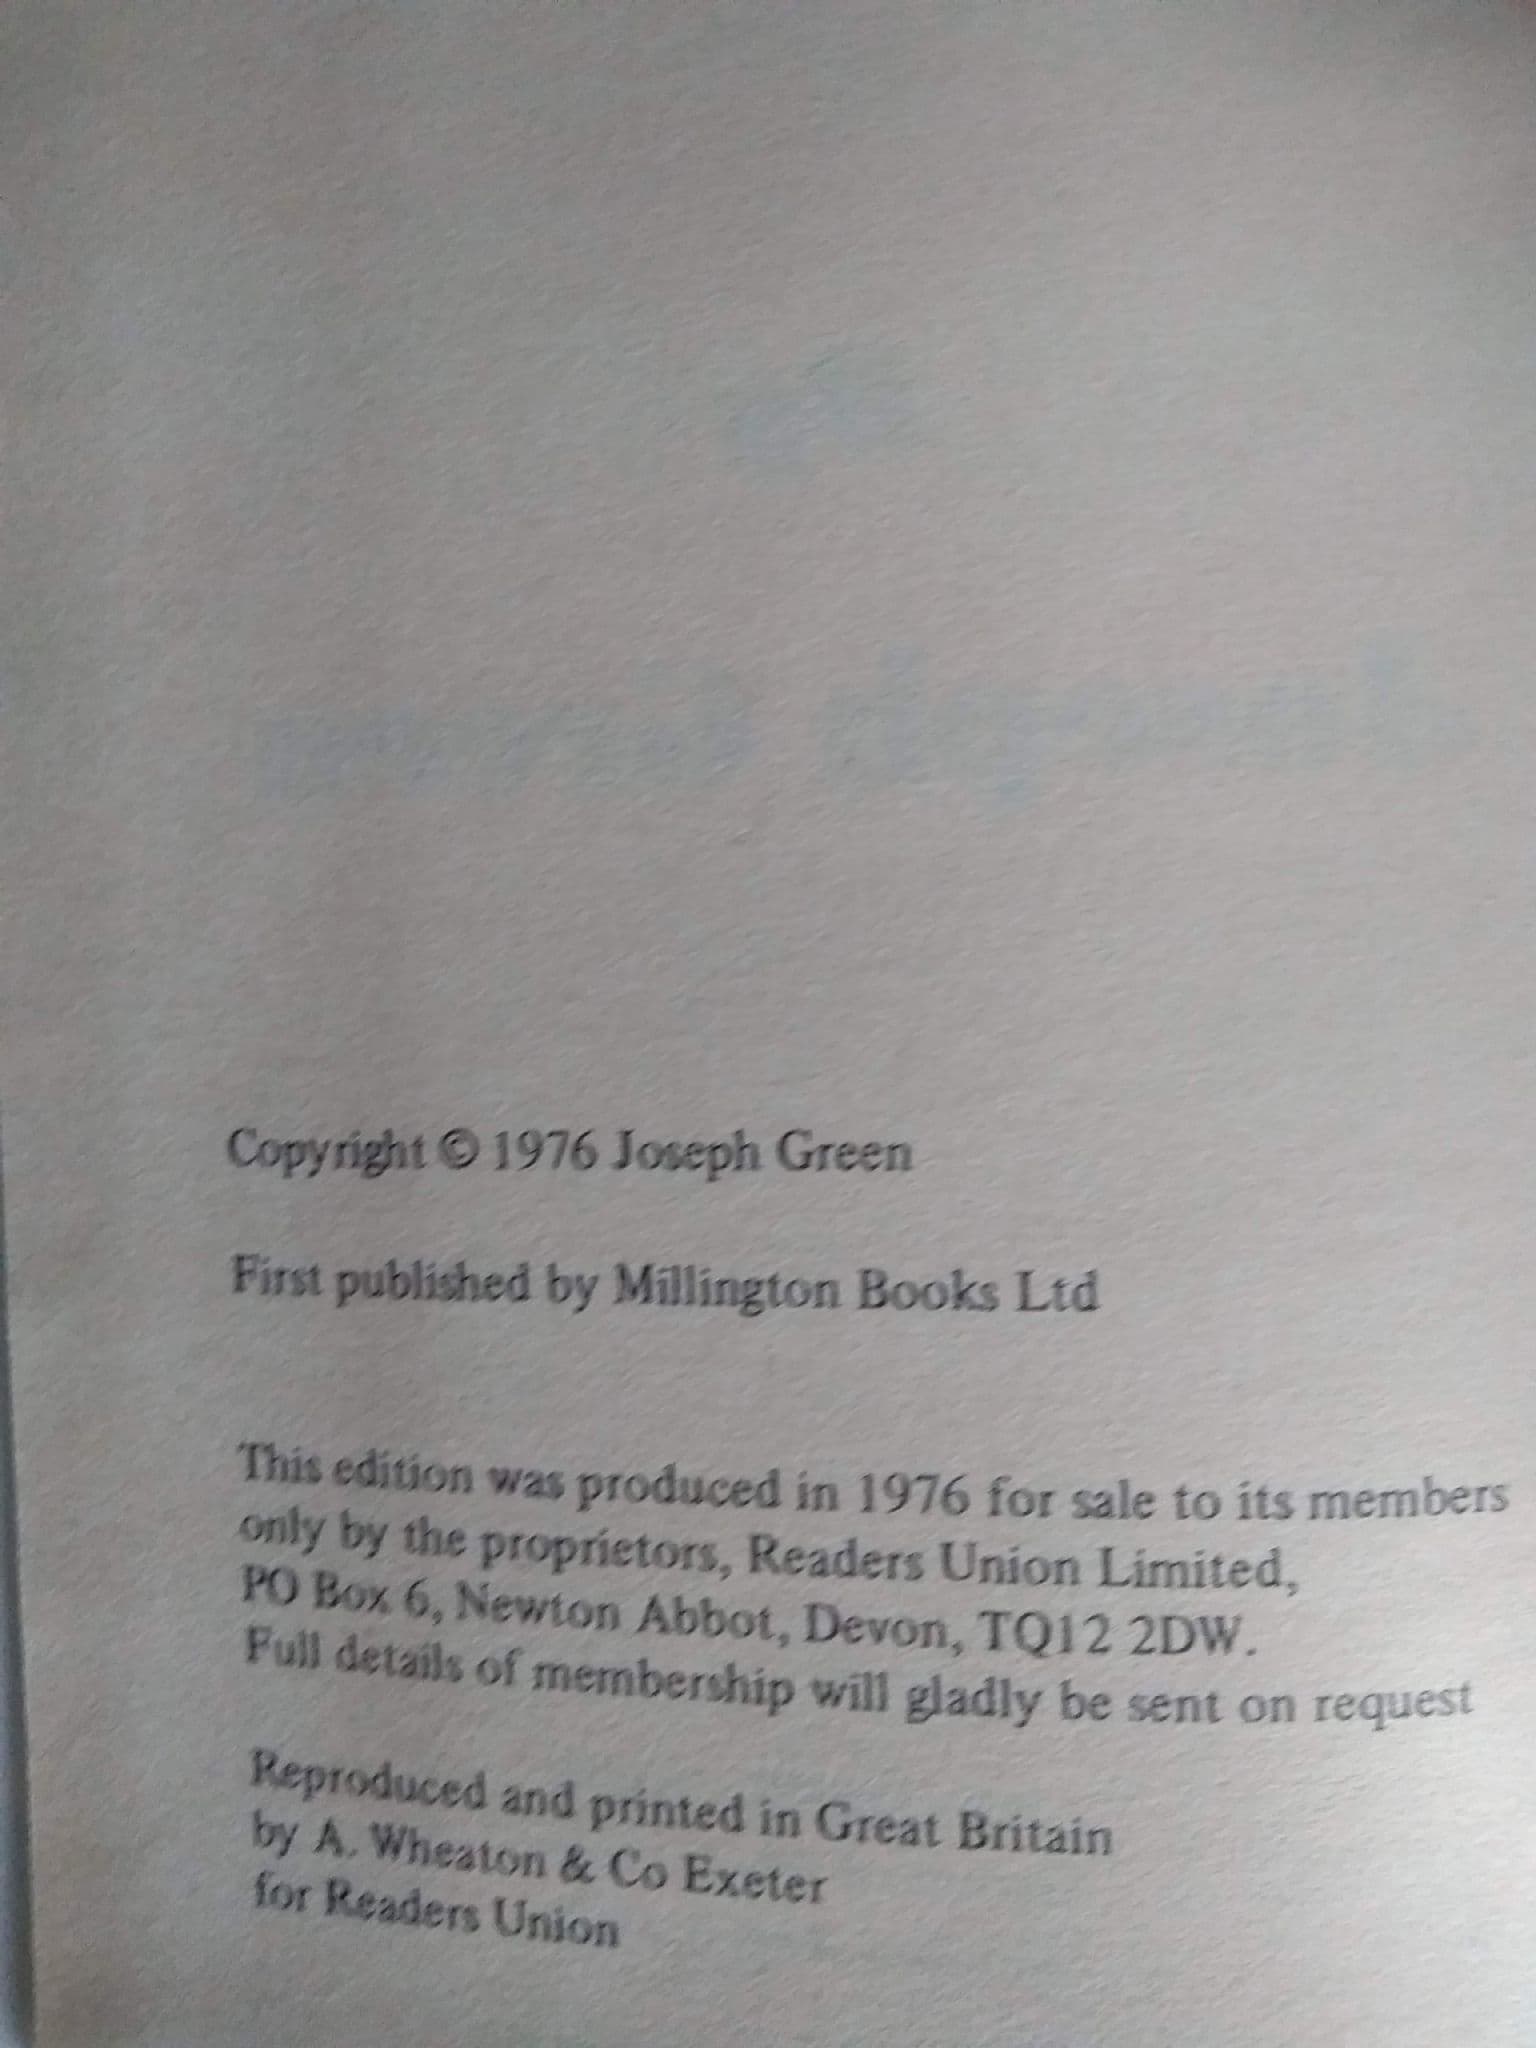 Copyright © 1976 Joseph Green
First published by Millington Books Ltd
This edition was produced in 1976 for sale to its members
only by the proprietors, Readers Union Limited,
PO Box 6, Newton Abbot, Devon, TQ12 2DW.
Full details of membership will gladly be sent on request
Reproduced and printed in Great Britain
by A. Wheaton & Co Exeter
for Readers Union